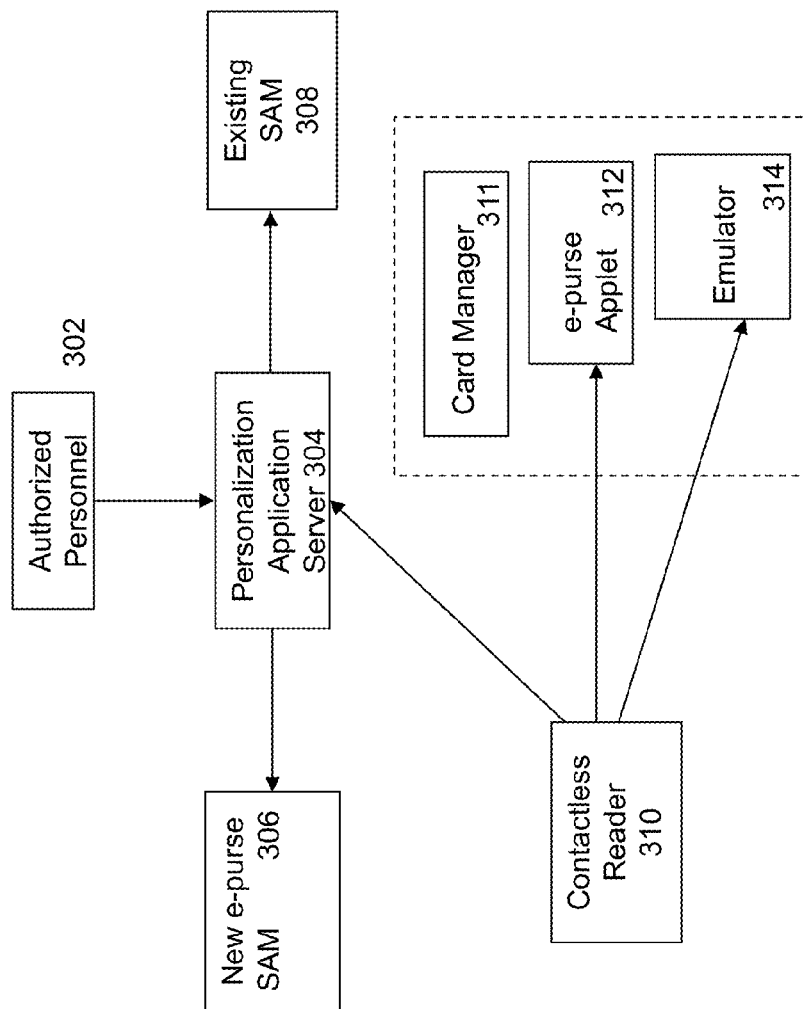 Authorized
Personnel
302
New e-purse
SAM 306
Personalization
Application
Server 304
Existing
SAM
308
Contactless
Reader
310
Card Manager
311
e-purse
Applet 312
Emulator
314